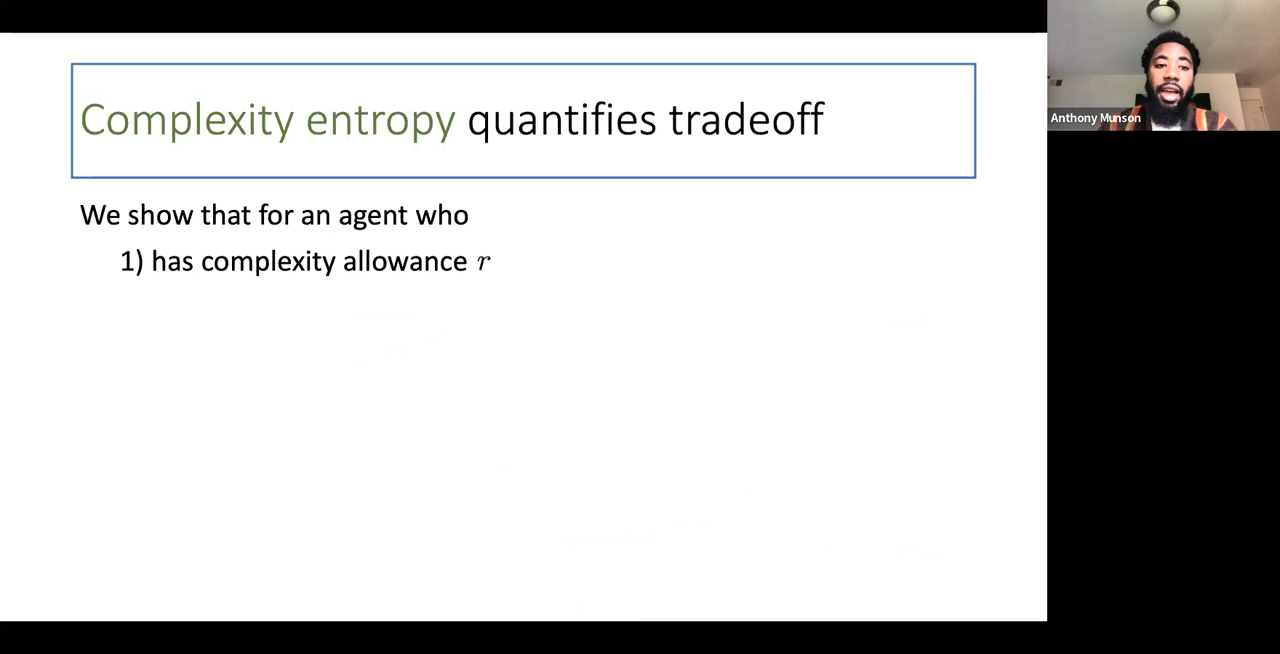 Complexity entropy quantifies tradeoff
We show that for an agent who
1) has complexity allowance r
Anthony Munson